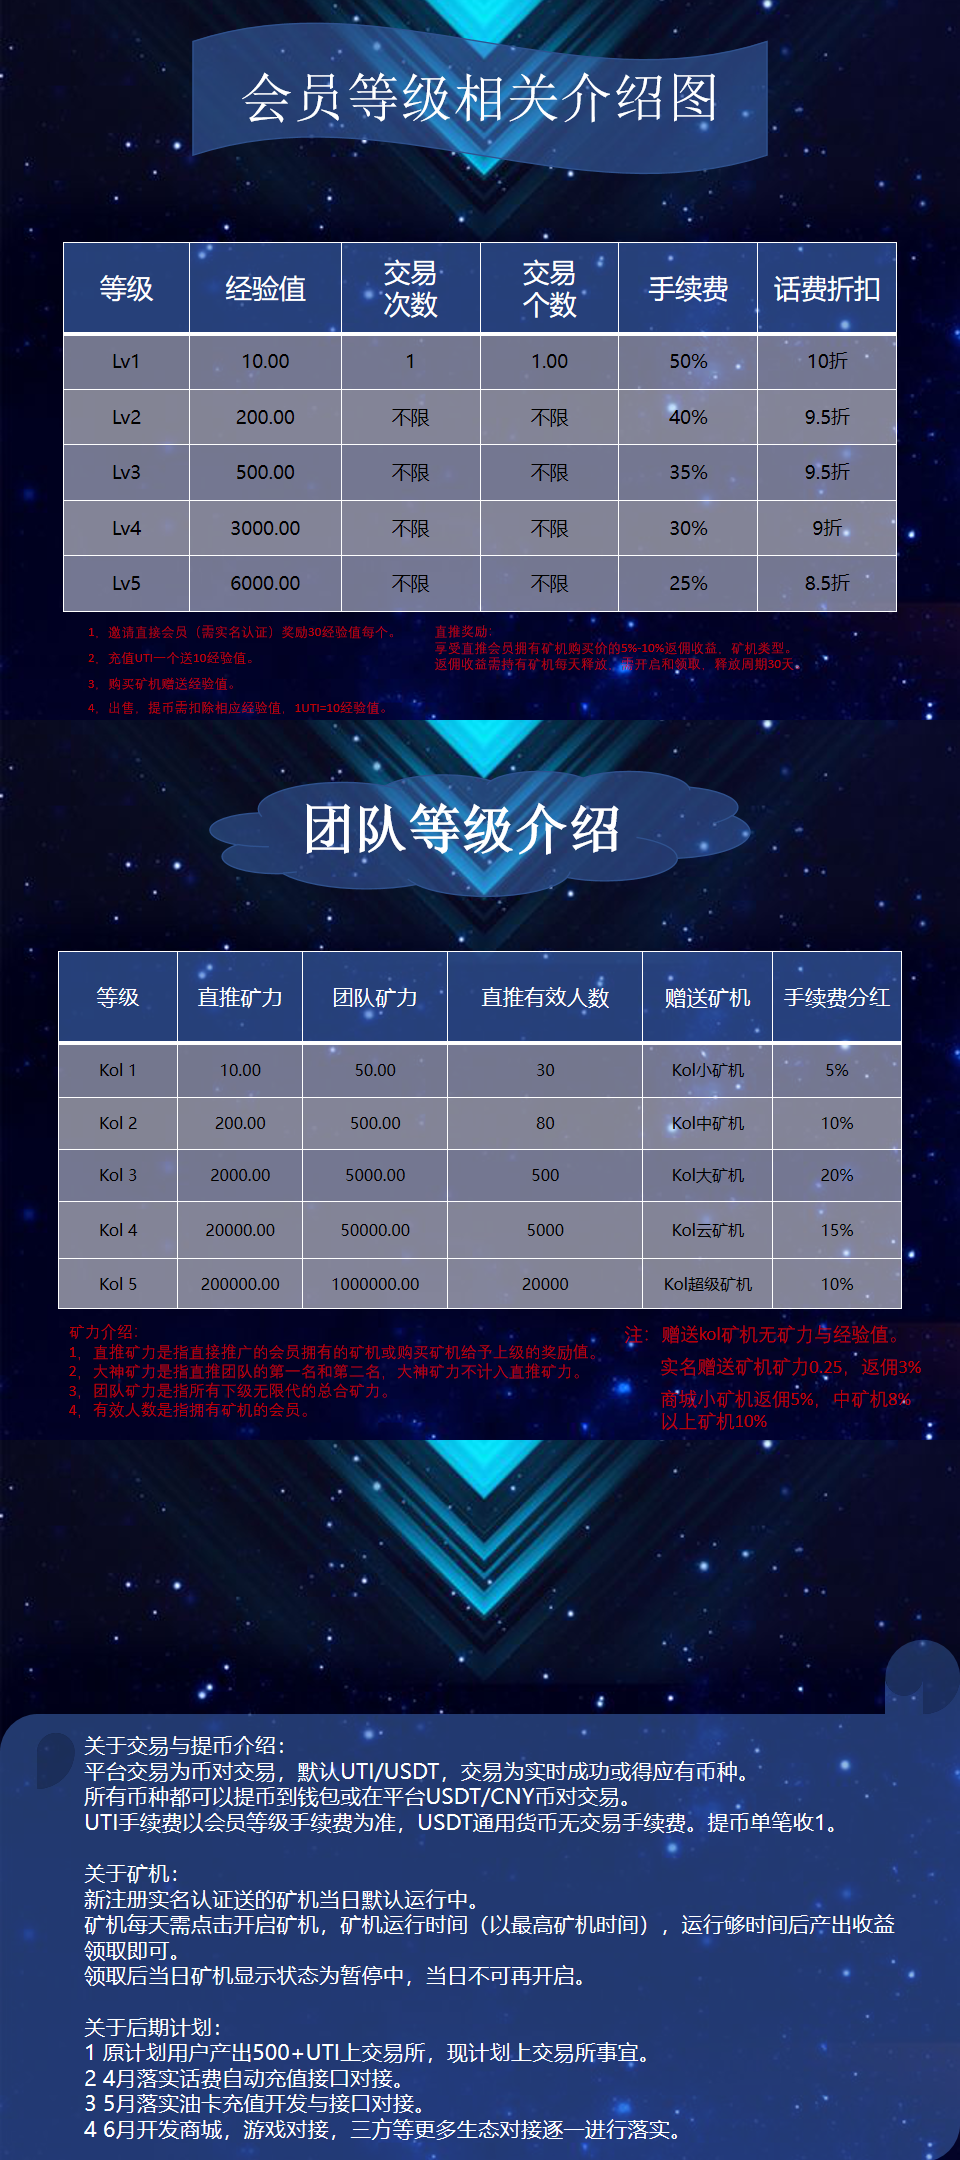 会员等级相关介绍图
等级 经验值 交易次数 交易个数 手续费 话费折扣
Lv1 10.00 1 1.00 50% 10折
Lv2 200.00 不限 不限 40% 9.5折
Lv3 500.00 不限 不限 35% 9.5折
Lv4 3000.00 不限 不限 30% 9折
Lv5 6000.00 不限 不限 25% 8.5折
1、邀请直接会员（需实名认证）奖励30经验值每个。
2、充值UTI一个送10经验值。
3、购买矿机赠送经验值。
4、出售、提币需扣除相应经验值，1UTI=10经验值。
直推奖励：
享受直推会员拥有矿机购买价的5%-10%返佣收益、矿机类型。
返佣收益需持有矿机每天释放、需开启和领取、释放周期30天。
团队等级介绍
等级 直推矿力 团队矿力 直推有效人数 赠送矿机 手续费分红
Kol 1 10.00 50.00 30 Kol小矿机 5%
Kol 2 200.00 500.00 80 Kol中矿机 10%
Kol 3 2000.00 5000.00 500 Kol大矿机 20%
Kol 4 20000.00 50000.00 5000 Kol云矿机 15%
Kol 5 200000.00 1000000.00 20000 Kol超级矿机 10%
矿力介绍：
1、直推矿力是指直接推广的会员拥有的矿机或购买矿机给予上级的奖励值。
2、大神矿力是指直推团队的第一名和第二名，大神矿力不计入直推矿力。
3、团队矿力是指所有下级无限代的总合矿力。
4、有效人数是指拥有矿机的会员。
注：赠送kol矿机无矿力与经验值。
实名赠送矿机矿力0.25，返佣3%
商城小矿机返佣5%，中矿机8%
以上矿机10%
关于交易与提币介绍：
平台交易为币对交易，默认UTI/USDT，交易为实时成功或得应有币种。
所有币种都可以提币到钱包或在平台USDT/CNY币对交易。
UTI手续费以会员等级手续费为准，USDT通用货币无交易手续费。提币单笔收1。
关于矿机：
新注册实名认证送的矿机当日默认运行中。
矿机每天需点击开启矿机，矿机运行时间（以最高矿机时间），运行够时间后产出收益
领取即可。
领取后当日矿机显示状态为暂停中，当日不可再开启。
关于后期计划：
1 原计划用户产出500+UTI上交易所，现计划上交易所事宜。
2 4月落实话费自动充值接口对接。
3 5月落实油卡充值开发与接口对接。
4 6月开发商城，游戏对接，三方等更多生态对接逐一进行落实。